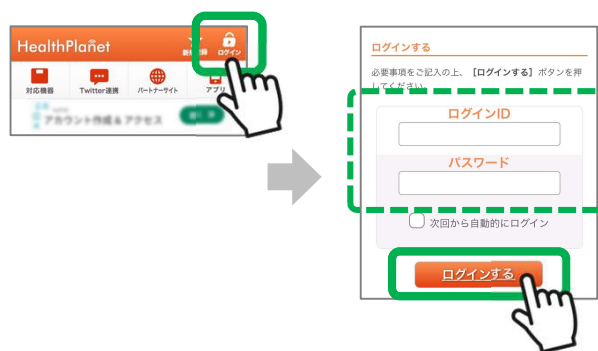 HealthPlanet
ログイン
対応機器
Twitter連携
パートナーサイト
アプリ
アカウント作成 & アクセス
ログインする
必要事項をご記入の上、【ログインする】ボタンを押
してください。
ログインID
パスワード
次回から自動的にログイン
ログインする